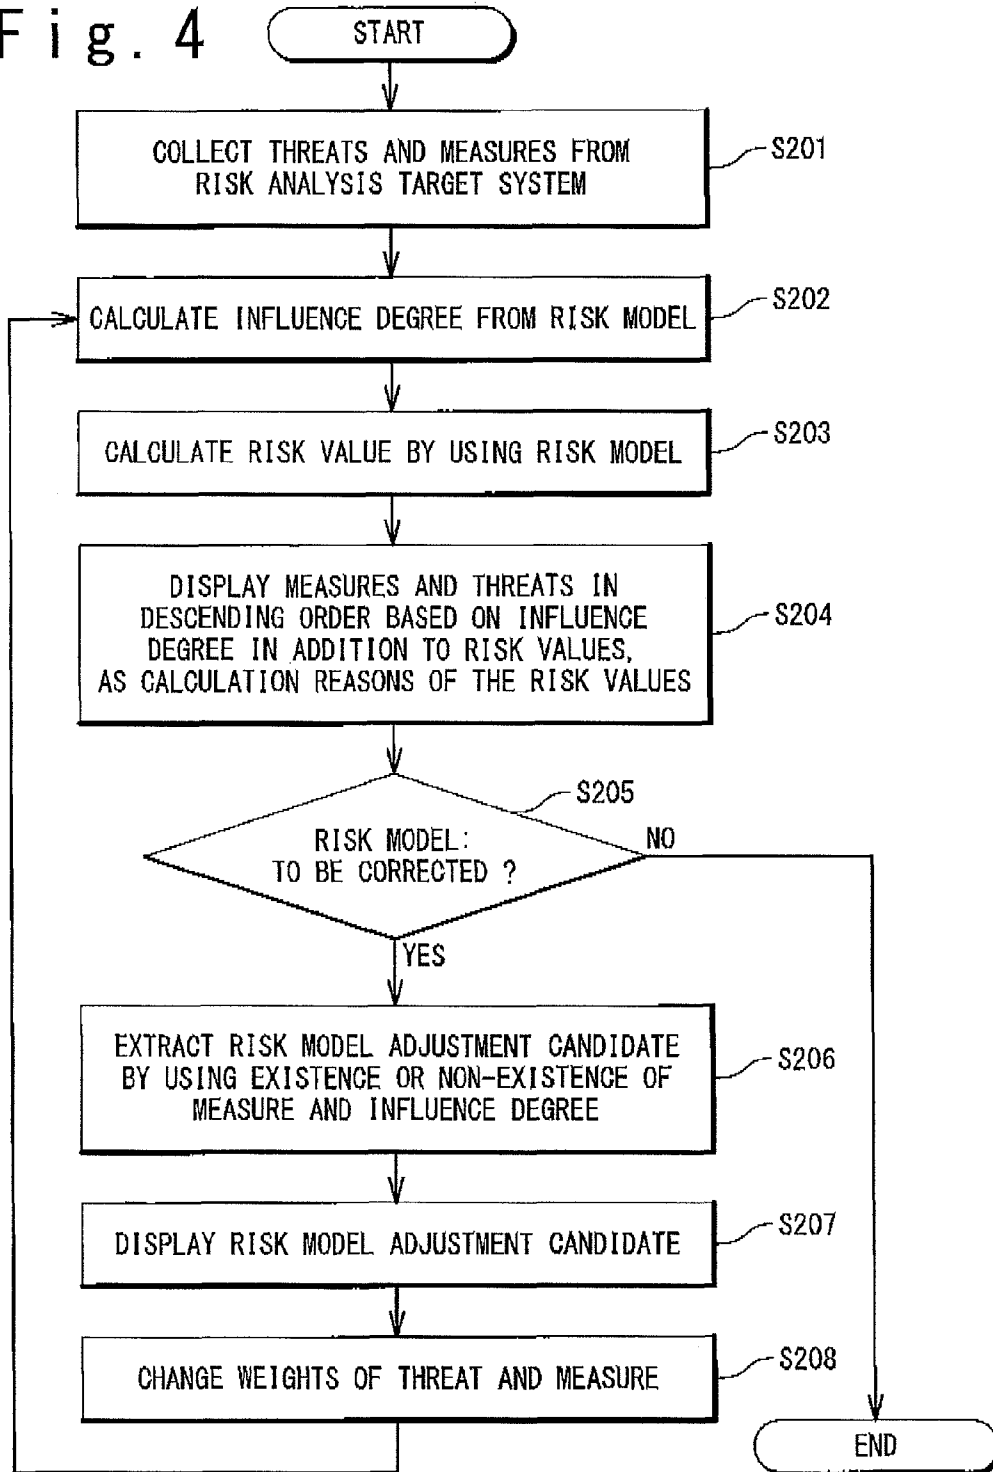 Fig. 4
START
COLLECT THREATS AND MEASURES FROM
RISK ANALYSIS TARGET SYSTEM
S201
CALCULATE INFLUENCE DEGREE FROM RISK MODEL
S202
CALCULATE RISK VALUE BY USING RISK MODEL
S203
DISPLAY MEASURES AND THREATS IN
DESCENDING ORDER BASED ON INFLUENCE
DEGREE IN ADDITION TO RISK VALUES,
AS CALCULATION REASONS OF THE RISK VALUES
S204
S205
RISK MODEL:
TO BE CORRECTED ?
NO
YES
EXTRACT RISK MODEL ADJUSTMENT CANDIDATE
BY USING EXISTENCE OR NON-EXISTENCE OF
MEASURE AND INFLUENCE DEGREE
S206
DISPLAY RISK MODEL ADJUSTMENT CANDIDATE
S207
CHANGE WEIGHTS OF THREAT AND MEASURE
S208
END